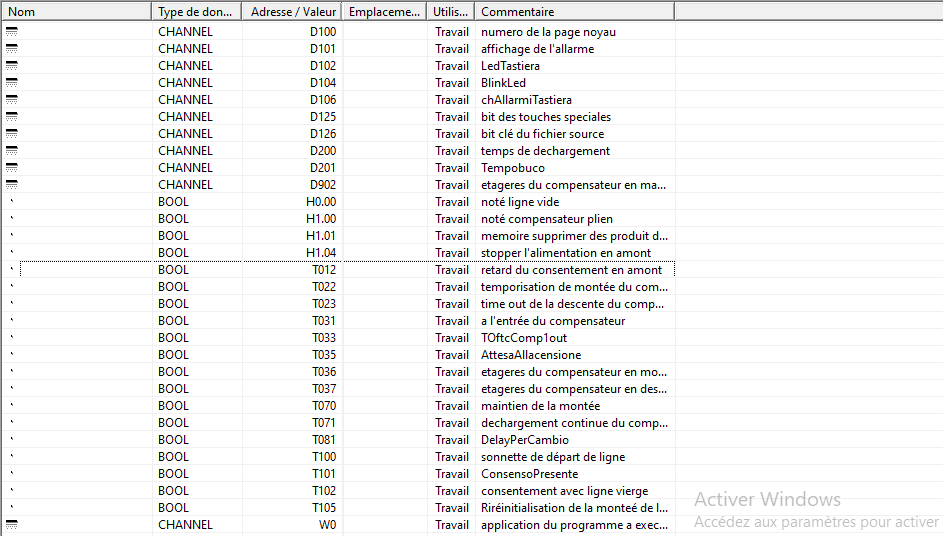 Nom Type de don... Adresse / Valeur Emplaceme... Utilis... Commentaire
CHANNEL D100 Travail numero de la page noyau
CHANNEL D101 Travail affichage de l'allarme
CHANNEL D102 Travail LedTastiera
CHANNEL D104 Travail BlinkLed
CHANNEL D106 Travail chAllarmiTastiera
CHANNEL D125 Travail bit des touches speciales
CHANNEL D126 Travail bit clé du fichier source
CHANNEL D200 Travail temps de dechargement
CHANNEL D201 Travail Tempobuco
CHANNEL D902 Travail etageres du compensateur en ma...
BOOL H0.00 Travail noté ligne vide
BOOL H1.00 Travail noté compensateur plien
BOOL H1.01 Travail memoire supprimer des produit d...
BOOL H1.04 Travail stopper l'alimentation en amont
BOOL T012 Travail retard du consentement en amont
BOOL T022 Travail temporisation de montée du com...
BOOL T023 Travail time out de la descente du comp...
BOOL T031 Travail a l'entrée du compensateur
BOOL T033 Travail TOftcComp1out
BOOL T035 Travail AttesaAllacensione
BOOL T036 Travail etageres du compensateur en mo...
BOOL T037 Travail etageres du compensateur en des...
BOOL T070 Travail maintien de la montée
BOOL T071 Travail dechargement continue du comp...
BOOL T081 Travail DelayPerCambio
BOOL T100 Travail sonnette de départ de ligne
BOOL T101 Travail ConsensoPresente
BOOL T102 Travail consentement avec ligne vierge
BOOL T105 Travail Riréinitialisation de la monteé de l...
CHANNEL W0 Travail application du programme a exec...
Activer Windows
Accédez aux paramètres pour activer